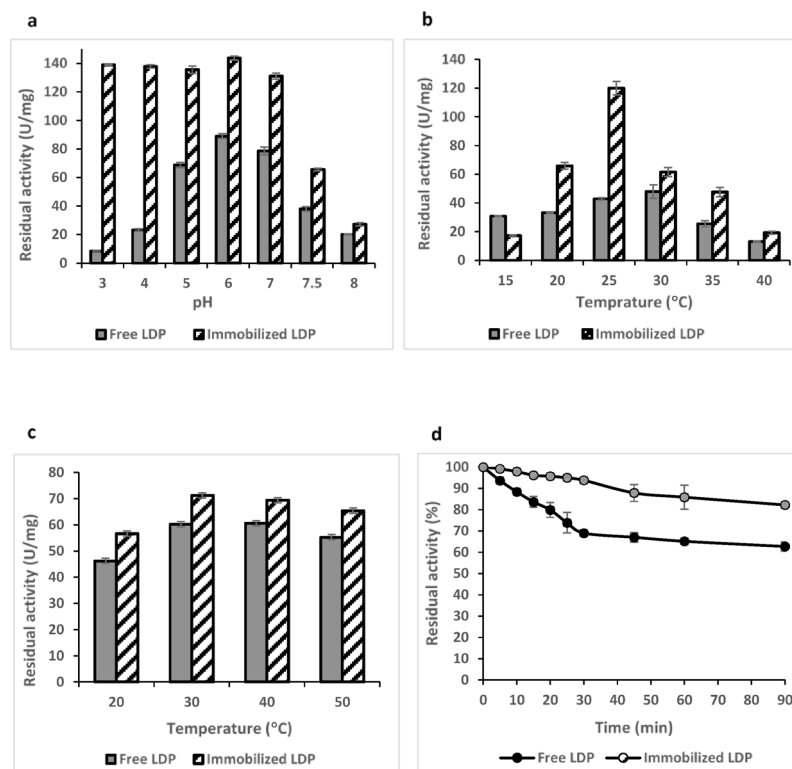 a
Residual activity (U/mg)
140
120
100
80
60
40
20
0
3 4 5 6 7 7.5 8
pH
Free LDP Immobilized LDP
b
Residual activity (U/mg)
140
120
100
80
60
40
20
0
15 20 25 30 35 40
Temprature (°C)
Free LDP Immobilized LDP
c
Residual activity (U/mg)
80
70
60
50
40
30
20
10
0
20 30 40 50
Temperature (°C)
Free LDP Immobilized LDP
d
Residual activity (%)
100
90
80
70
60
50
40
30
20
10
0
0 10 20 30 40 50 60 70 80 90
Time (min)
Free LDP Immobilized LDP